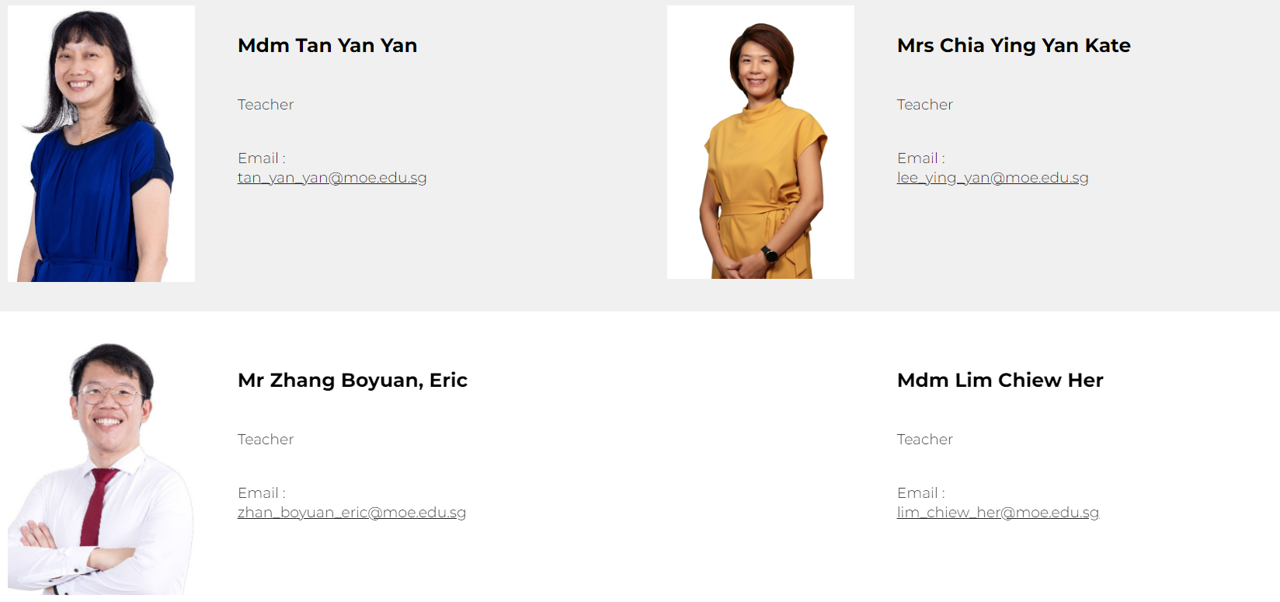 Mdm Tan Yan Yan
Teacher
Email :
tan_yan_yan@moe.edu.sg
Mrs Chia Ying Yan Kate
Teacher
Email :
lee_ying_yan@moe.edu.sg
Mr Zhang Boyuan, Eric
Teacher
Email :
zhan_boyuan_eric@moe.edu.sg
Mdm Lim Chiew Her
Teacher
Email :
lim_chiew_her@moe.edu.sg